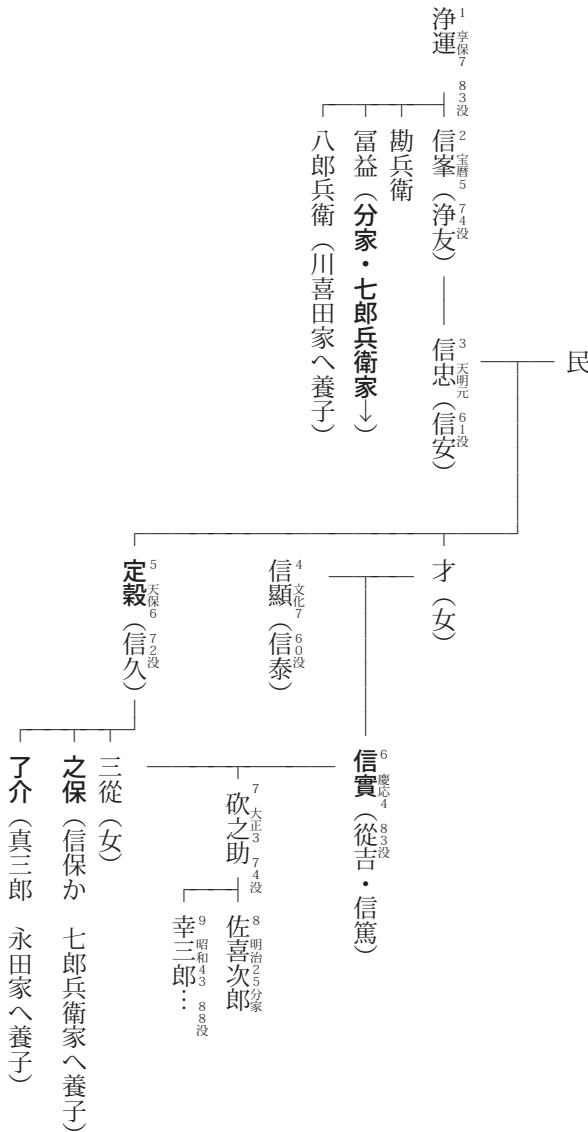 民
1 浄運 享保7 83没
2 信峯 宝暦5 (浄友) 74没
勘兵衛
冨益(分家・七郎兵衛家→)
八郎兵衛(川喜田家へ養子)
3 信忠 天明元 (信安) 61没
才(女)
4 信顯 文化7 (信泰) 60没
5 定穀 天保6 (信久) 72没
6 信實 慶応4 (従吉・信篤) 83没
三従(女)
之保(信保か 七郎兵衛家へ養子)
了介(真三郎 永田家へ養子)
7 砍之助 大正3 74没
8 佐喜次郎 明治25分家
9 幸三郎… 昭和43 88没